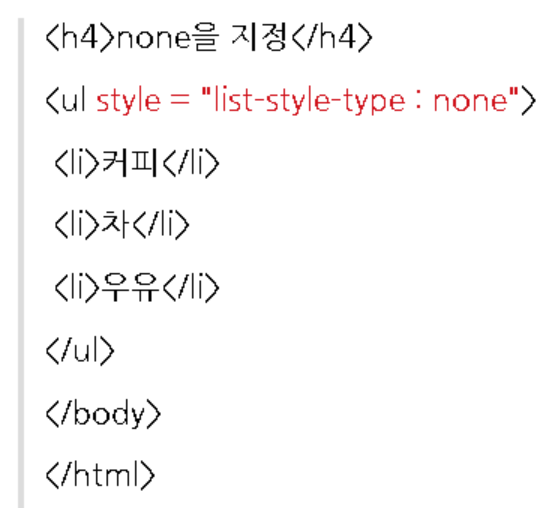 <h4>none을 지정</h4>
<ul style = "list-style-type : none">
<li>커피</li>
<li>차</li>
<li>우유</li>
</ul>
</body>
</html>